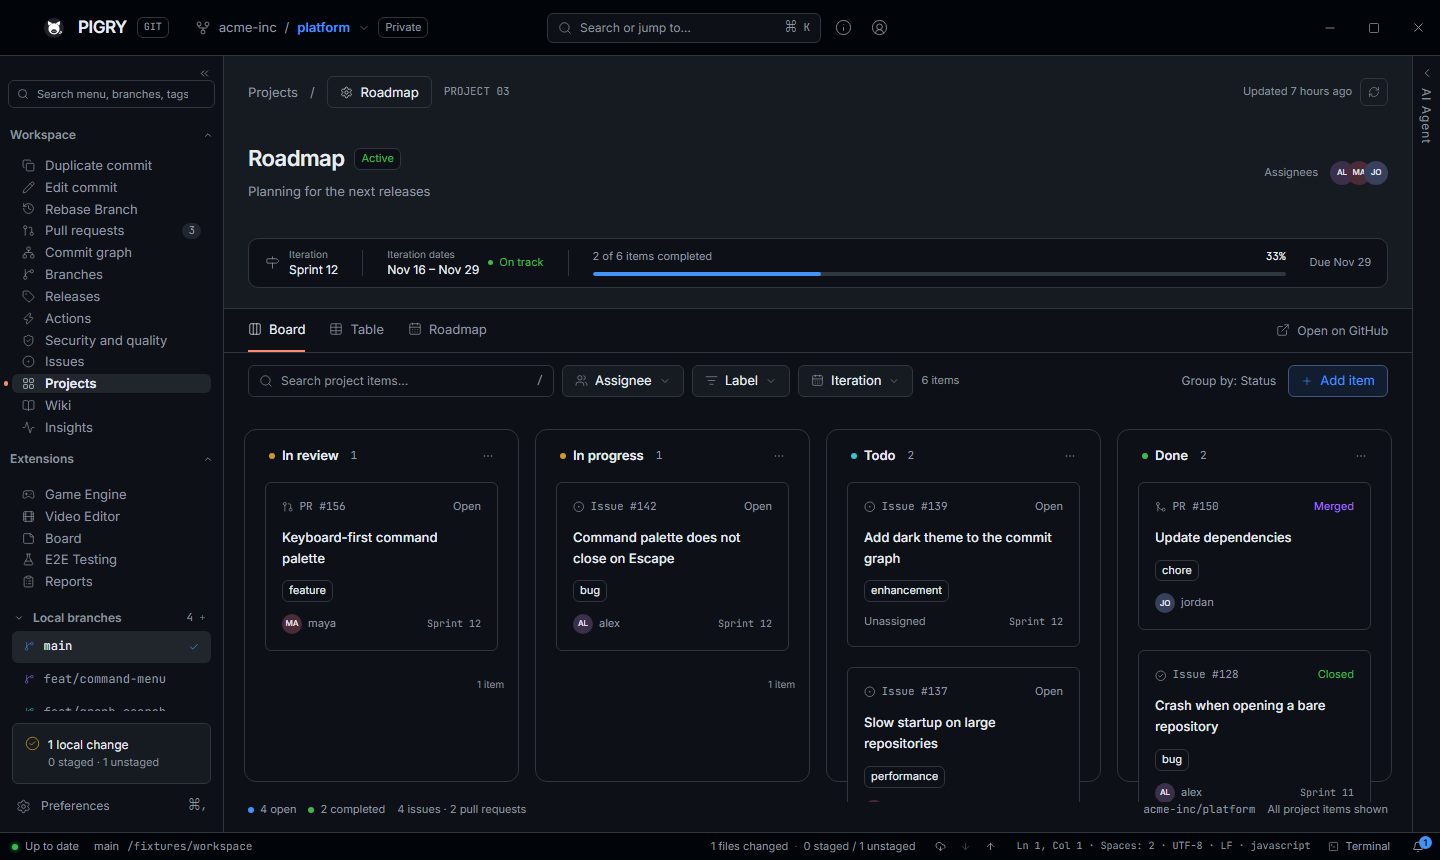 PIGRY GIT acme-inc / platform Private Search or jump to... ⌘ K
Search menu, branches, tags
Workspace
Duplicate commit
Edit commit
Rebase Branch
Pull requests 3
Commit graph
Branches
Releases
Actions
Security and quality
Issues
Projects
Wiki
Insights
Extensions
Game Engine
Video Editor
Board
E2E Testing
Reports
Local branches 4 +
main
feat/command-menu
1 local change
0 staged · 1 unstaged
Preferences ⌘,
Projects / Roadmap PROJECT 03 Updated 7 hours ago
Roadmap Active
Planning for the next releases
Assignees AL MA JO
Iteration
Sprint 12
Iteration dates
Nov 16 – Nov 29 On track
2 of 6 items completed 33%
Due Nov 29
Board Table Roadmap Open on GitHub
Search project items... / Assignee Label Iteration 6 items Group by: Status + Add item
In review 1 ...
PR #156 Open
Keyboard-first command
palette
feature
MA maya Sprint 12
1 item
In progress 1 ...
Issue #142 Open
Command palette does not
close on Escape
bug
AL alex Sprint 12
1 item
Todo 2 ...
Issue #139 Open
Add dark theme to the commit
graph
enhancement
Unassigned Sprint 12
Issue #137 Open
Slow startup on large
repositories
performance
Done 2 ...
PR #150 Merged
Update dependencies
chore
JO jordan
Issue #128 Closed
Crash when opening a bare
repository
bug
AL alex Sprint 11
4 open 2 completed 4 issues · 2 pull requests acme-inc/platform All project items shown
AI Agent
Up to date main /fixtures/workspace 1 files changed · 0 staged / 1 unstaged Ln 1, Col 1 · Spaces: 2 · UTF-8 · LF · javascript Terminal 1